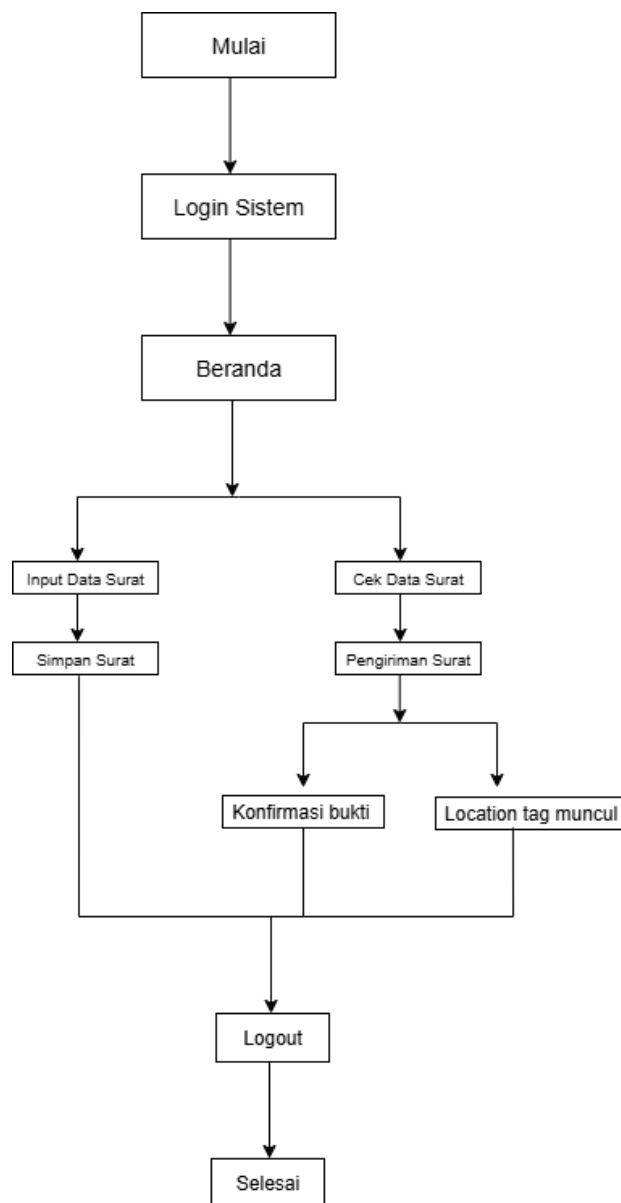 Mulai
Login Sistem
Beranda
Input Data Surat
Cek Data Surat
Simpan Surat
Pengiriman Surat
Konfirmasi bukti
Location tag muncul
Logout
Selesai